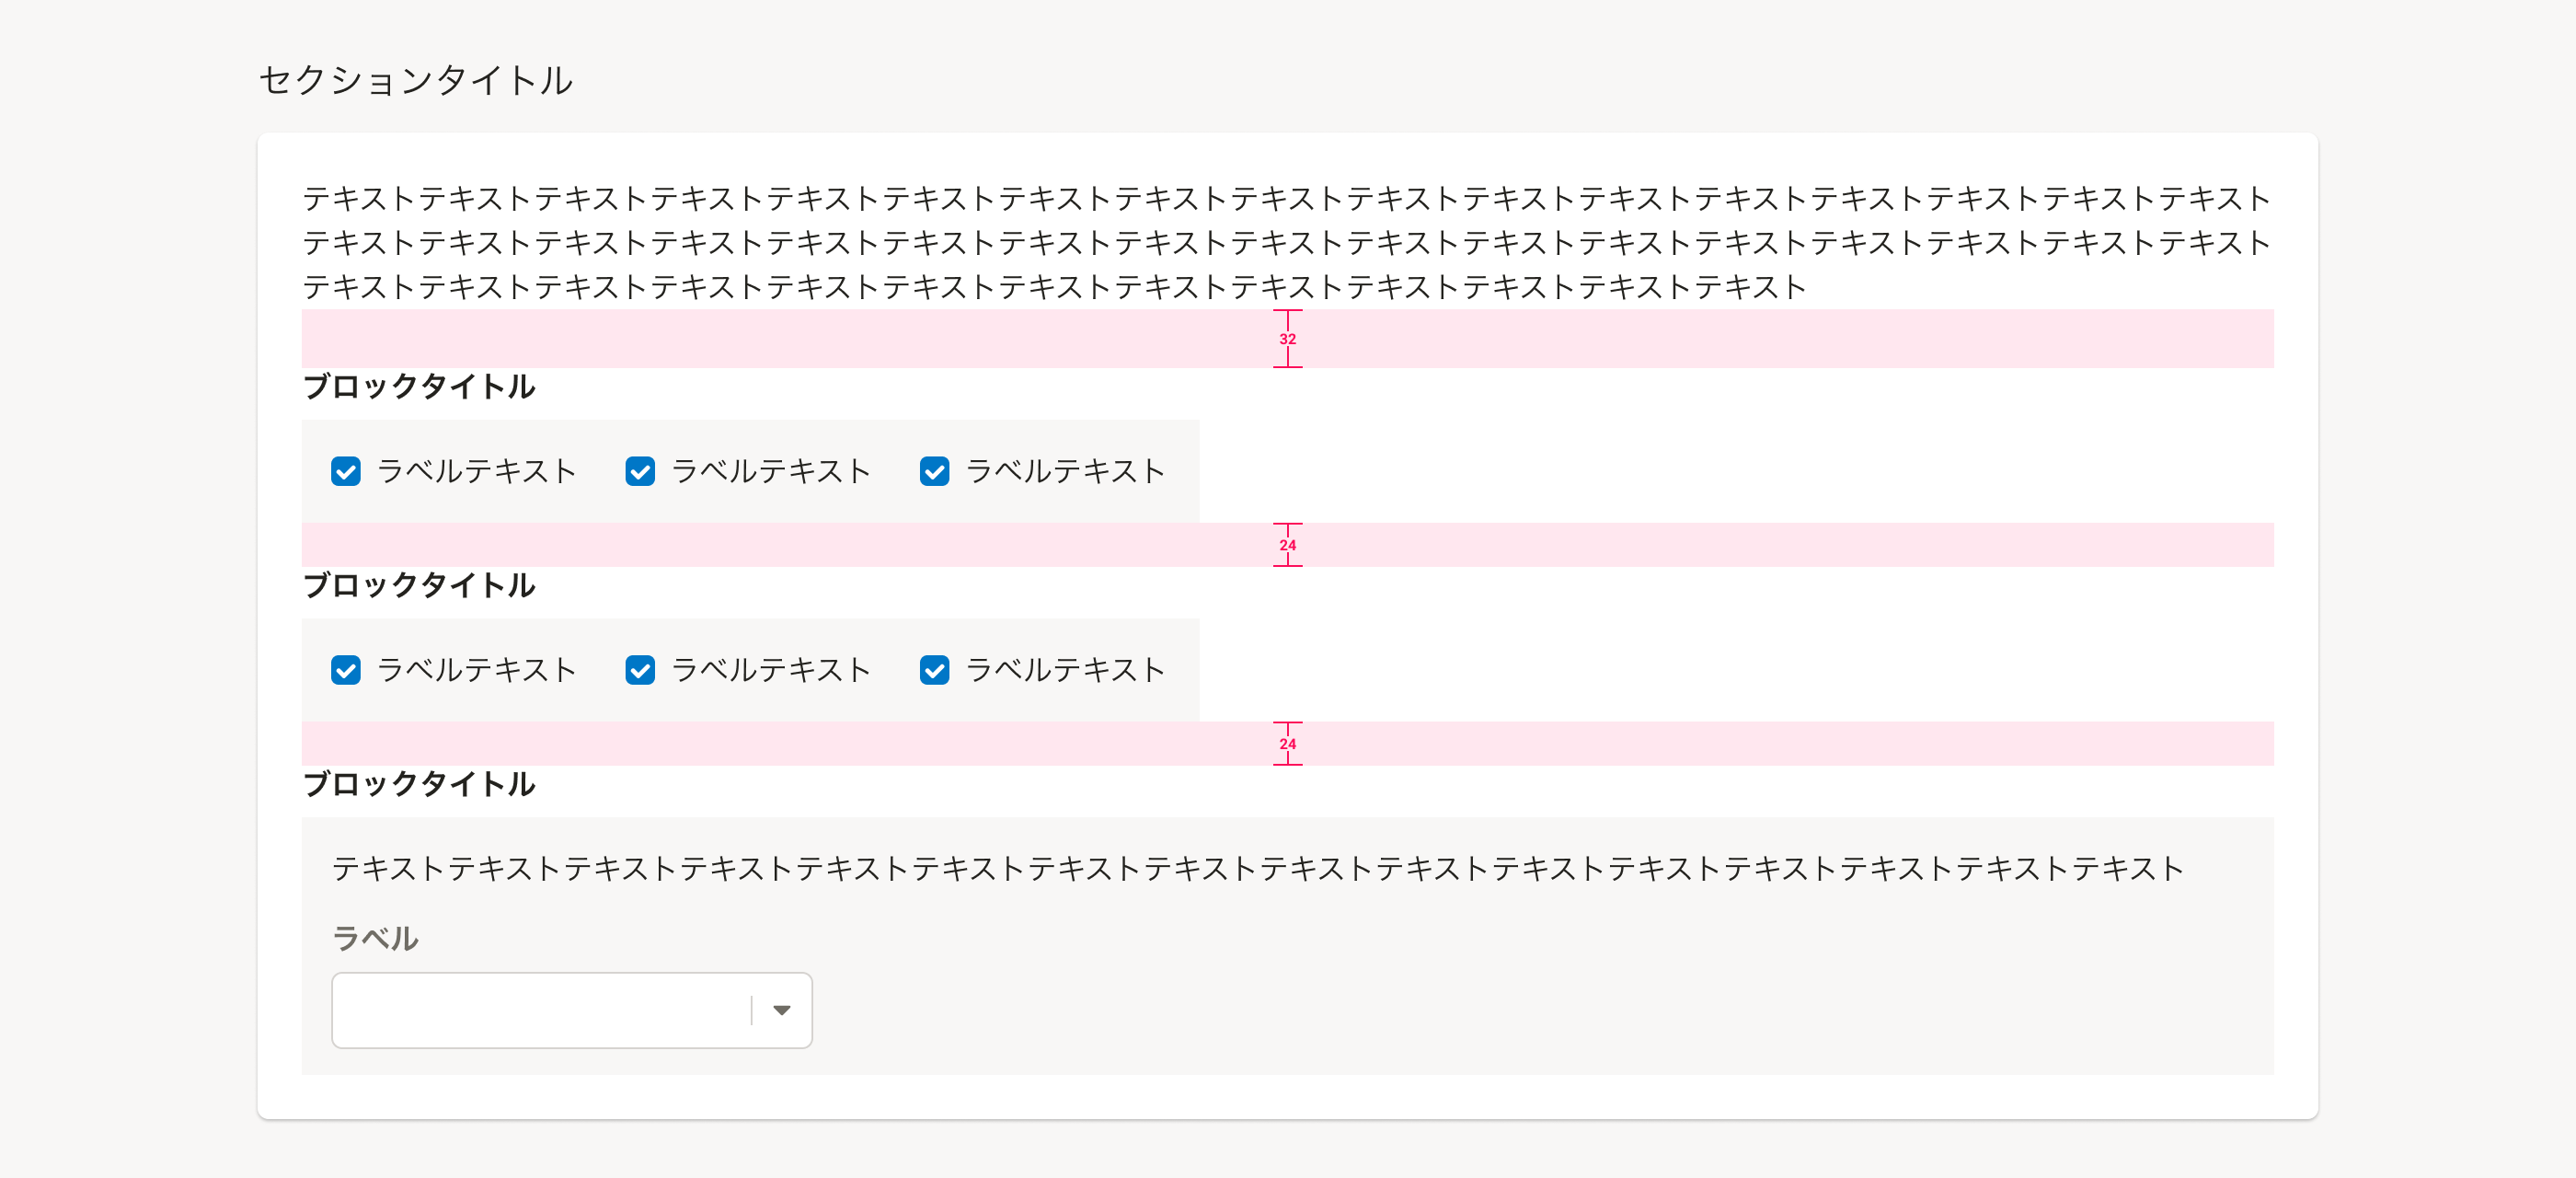 セクションタイトル
テキストテキストテキストテキストテキストテキストテキストテキストテキストテキストテキストテキストテキストテキストテキストテキストテキスト
テキストテキストテキストテキストテキストテキストテキストテキストテキストテキストテキストテキストテキストテキストテキストテキストテキスト
テキストテキストテキストテキストテキストテキストテキストテキストテキストテキストテキストテキストテキスト
32
ブロックタイトル
ラベルテキスト ラベルテキスト ラベルテキスト
24
ブロックタイトル
ラベルテキスト ラベルテキスト ラベルテキスト
24
ブロックタイトル
テキストテキストテキストテキストテキストテキストテキストテキストテキストテキストテキストテキストテキストテキストテキストテキスト
ラベル